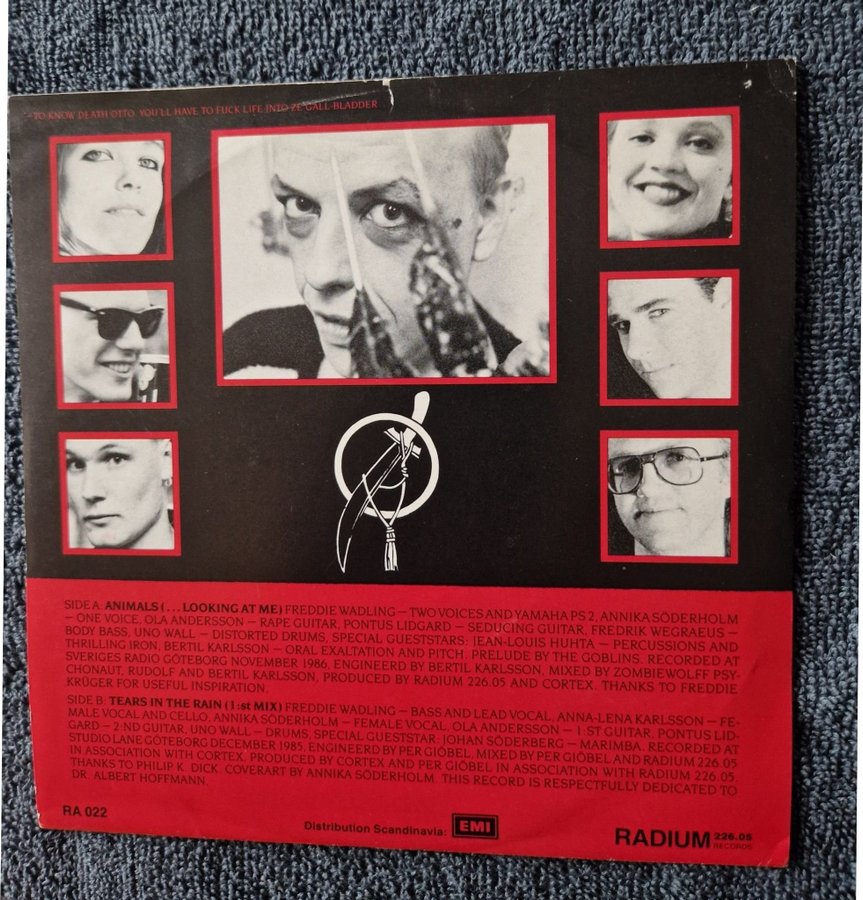 "–TO KNOW DEATH OTTO, YOU'LL HAVE TO FUCK LIFE INTO ZE GALL-BLADDER
SIDE A: ANIMALS (... LOOKING AT ME) FREDDIE WADLING – TWO VOICES AND YAMAHA PS 2, ANNIKA SÖDERHOLM
– ONE VOICE, OLA ANDERSSON – RAPE GUITAR, PONTUS LIDGARD – SEDUCING GUITAR, FREDRIK WEGRAEUS –
BODY BASS, UNO WALL – DISTORTED DRUMS, SPECIAL GUESTSTARS: JEAN-LOUIS HUHTA – PERCUSSIONS AND
THRILLING IRON, BERTIL KARLSSON – ORAL EXALTATION AND PITCH. PRELUDE BY THE GOBLINS. RECORDED AT
SVERIGES RADIO GÖTEBORG NOVEMBER 1986, ENGINEERD BY BERTIL KARLSSON, MIXED BY ZOMBIEWOLFF PSY-
CHONAUT, RUDOLF AND BERTIL KARLSSON, PRODUCED BY RADIUM 226.05 AND CORTEX. THANKS TO FREDDIE
KRÜGER FOR USEFUL INSPIRATION.
SIDE B: TEARS IN THE RAIN (1:st MIX) FREDDIE WADLING – BASS AND LEAD VOCAL, ANNA-LENA KARLSSON – FE-
MALE VOCAL AND CELLO, ANNIKA SÖDERHOLM – FEMALE VOCAL, OLA ANDERSSON – 1:ST GUITAR, PONTUS LID-
GARD – 2:ND GUITAR, UNO WALL – DRUMS, SPECIAL GUESTSTAR: JOHAN SÖDERBERG – MARIMBA. RECORDED AT
STUDIO LANE GÖTEBORG DECEMBER 1985, ENGINEERD BY PER GIÖBEL, MIXED BY PER GIÖBEL AND RADIUM 226.05
IN ASSOCIATION WITH CORTEX, PRODUCED BY CORTEX AND PER GIÖBEL IN ASSOCIATION WITH RADIUM 226.05.
THANKS TO PHILIP K. DICK. COVERART BY ANNIKA SÖDERHOLM. THIS RECORD IS RESPECTFULLY DEDICATED TO
DR. ALBERT HOFFMANN.
RA 022
Distribution Scandinavia: EMI
RADIUM 226.05
RECORDS